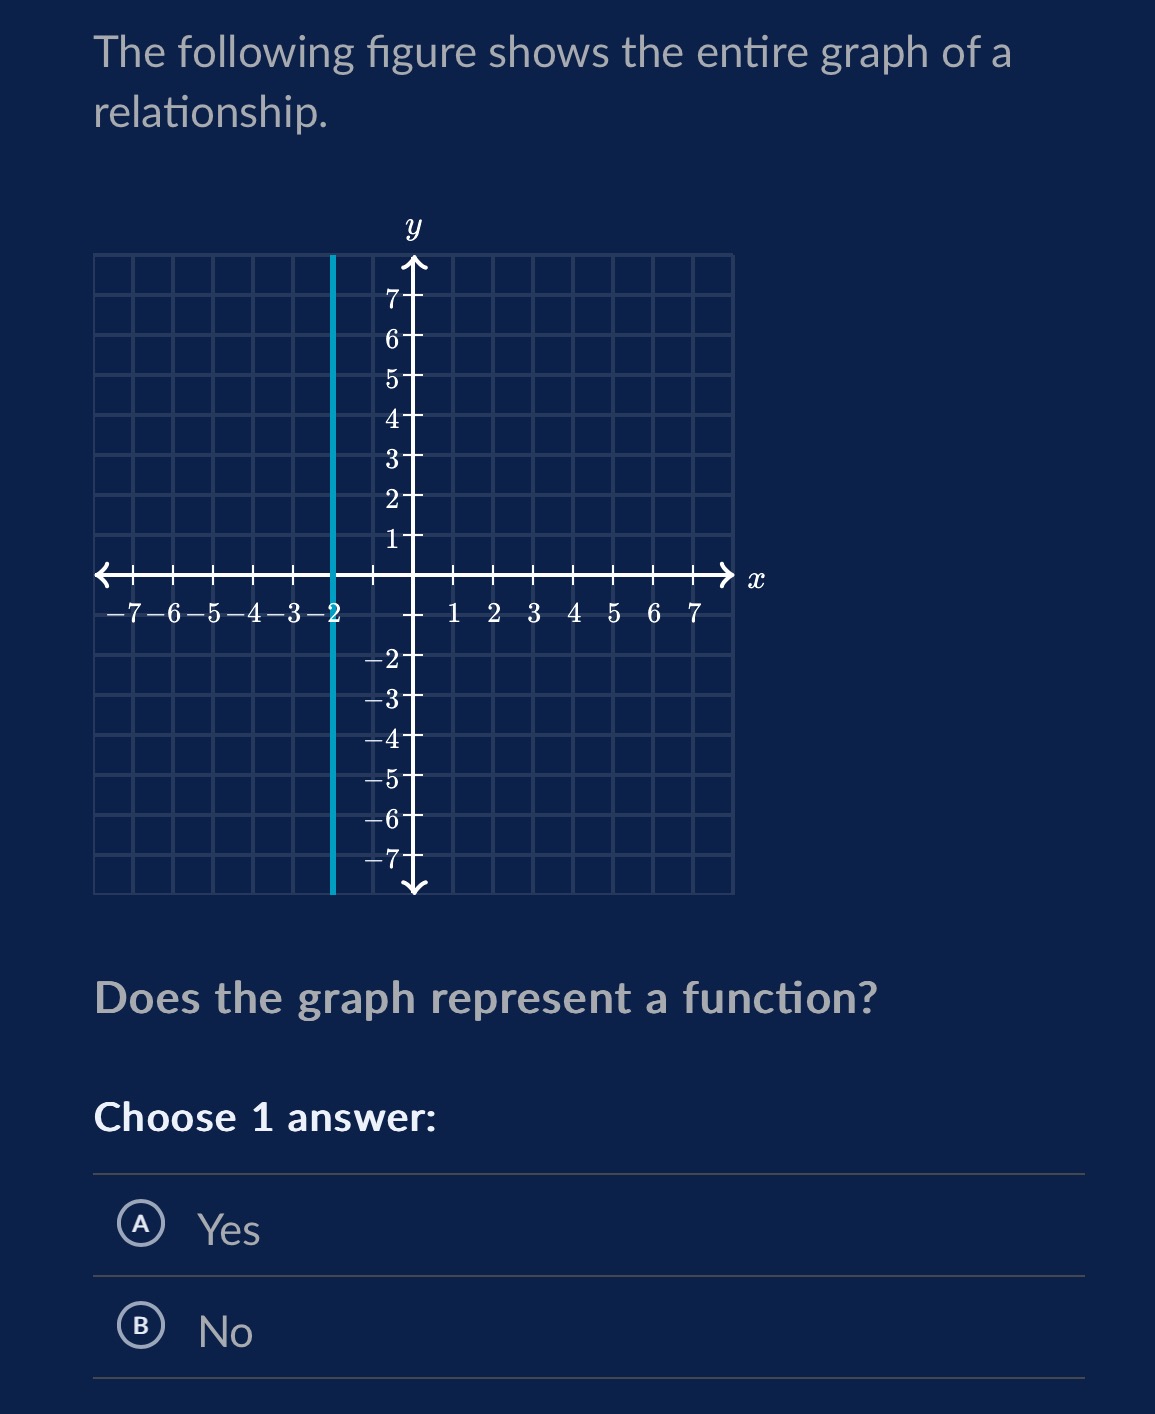 The following figure shows the entire graph of a
relationship.
y
7
6
5
4
3
2
1
x
−7 −6 −5 −4 −3 −2 1 2 3 4 5 6 7
−2
−3
−4
−5
−6
−7
Does the graph represent a function?
Choose 1 answer:
A Yes
B No